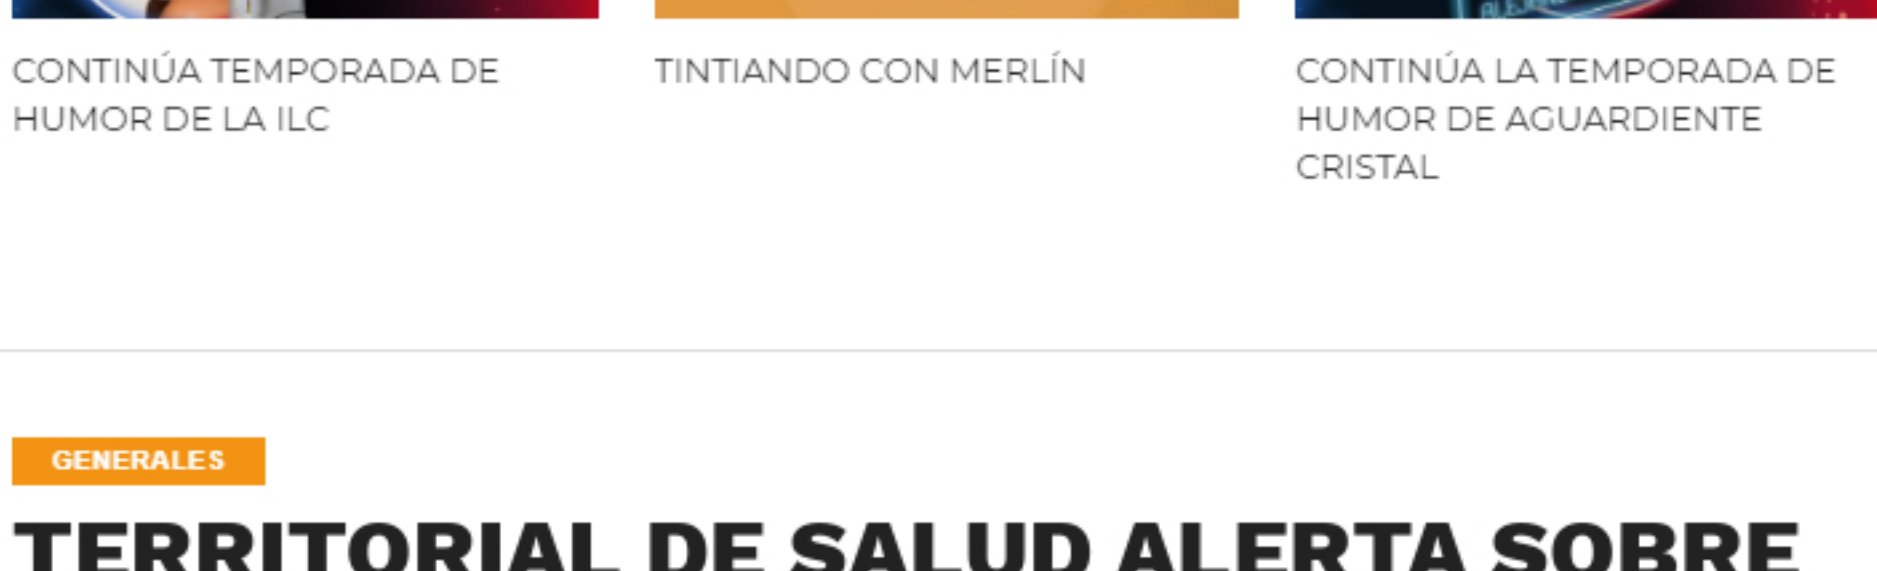 CONTINÚA TEMPORADA DE
HUMOR DE LA ILC
TINTIANDO CON MERLÍN
CONTINÚA LA TEMPORADA DE
HUMOR DE AGUARDIENTE
CRISTAL
GENERALES
TERRITORIAL DE SALUD ALERTA SOBRE